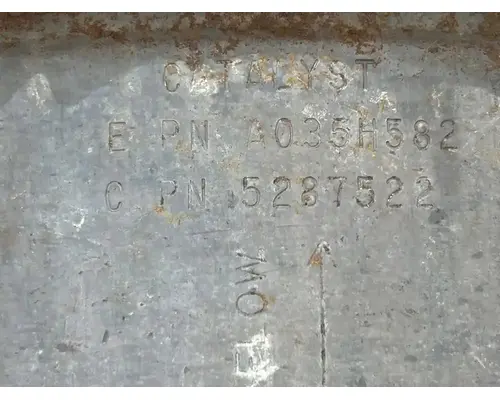 CATALYST
E PN A035H582
C PN 5287522
FLOW